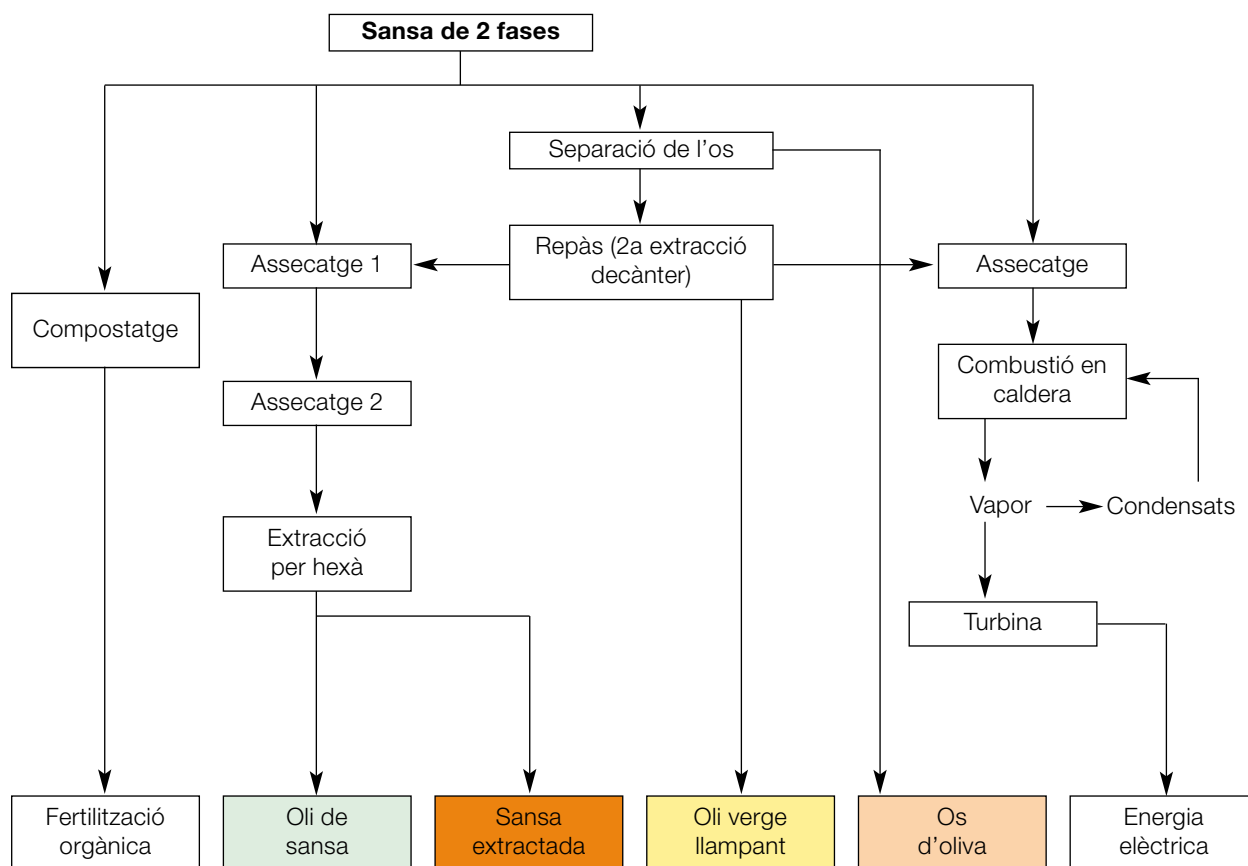 Sansa de 2 fases
Separació de l'os
Repàs (2a extracció
decànter)
Assecatge 1
Assecatge
Compostatge
Combustió en
caldera
Assecatge 2
Vapor
Condensats
Extracció
per hexà
Turbina
Fertilització
orgànica
Oli de
sansa
Sansa
extractada
Oli verge
llampant
Os
d'oliva
Energia
elèctrica